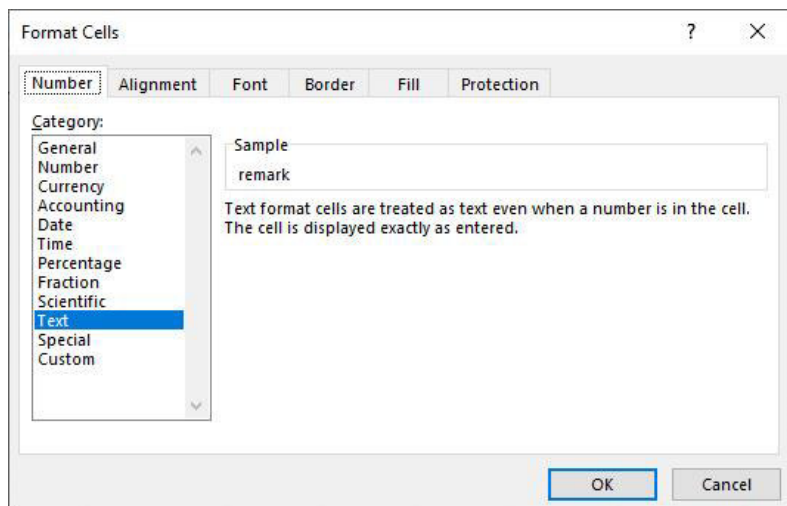 Format Cells ?
Number Alignment Font Border Fill Protection
Category:
General
Number
Currency
Accounting
Date
Time
Percentage
Fraction
Scientific
Text
Special
Custom
Sample
remark
Text format cells are treated as text even when a number is in the cell.
The cell is displayed exactly as entered.
OK Cancel